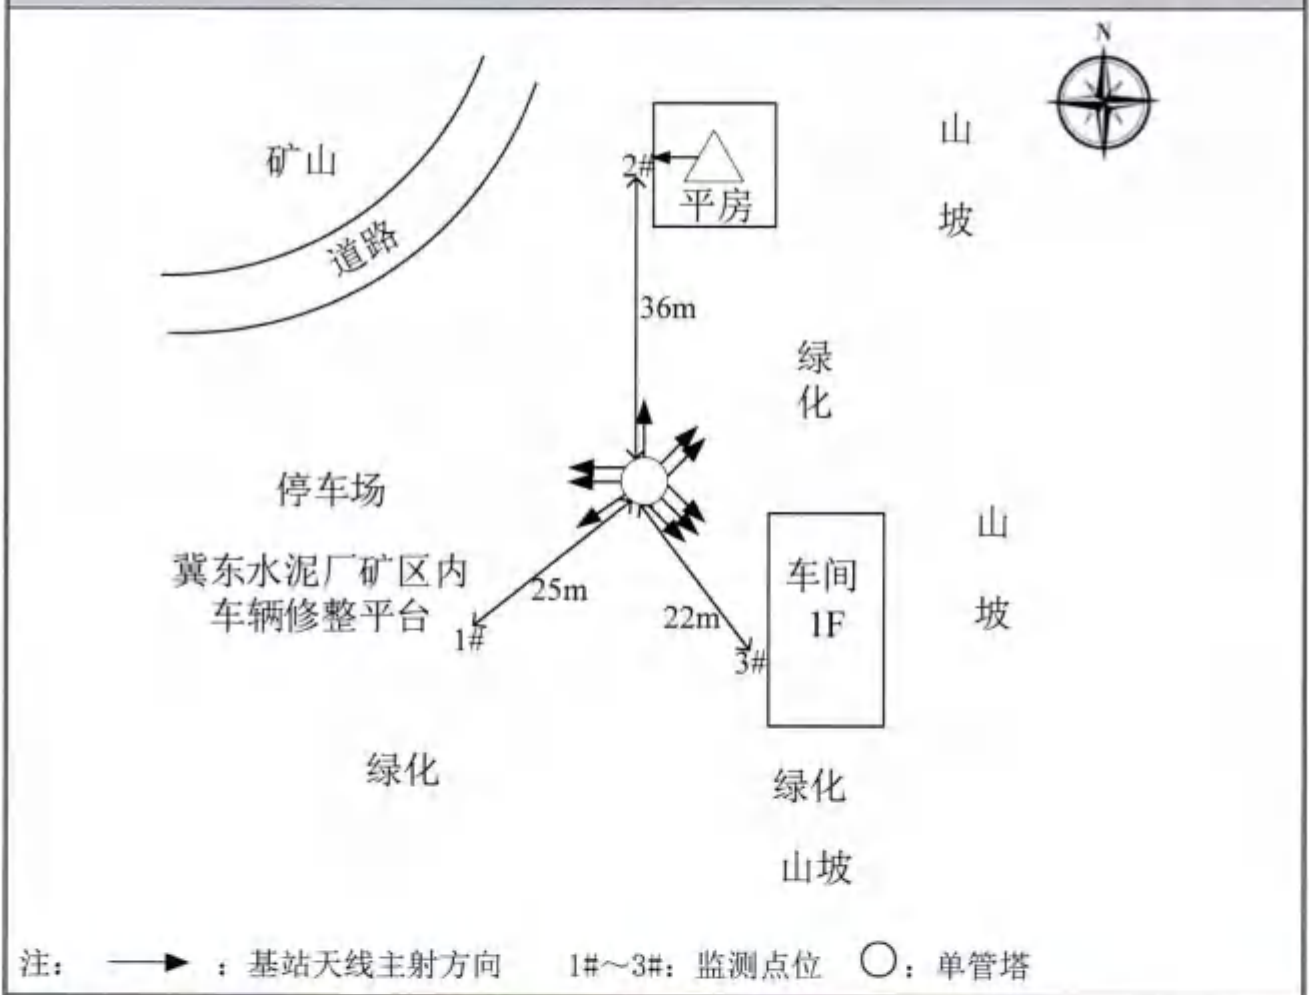 N
矿山
道路
2#
平房
山
坡
36m
绿
化
停车场
冀东水泥厂矿区内
车辆修整平台
25m
1#
22m
3#
车间
1F
山
坡
绿化
绿化
山坡
注： ：基站天线主射方向 1#～3#：监测点位 ：单管塔